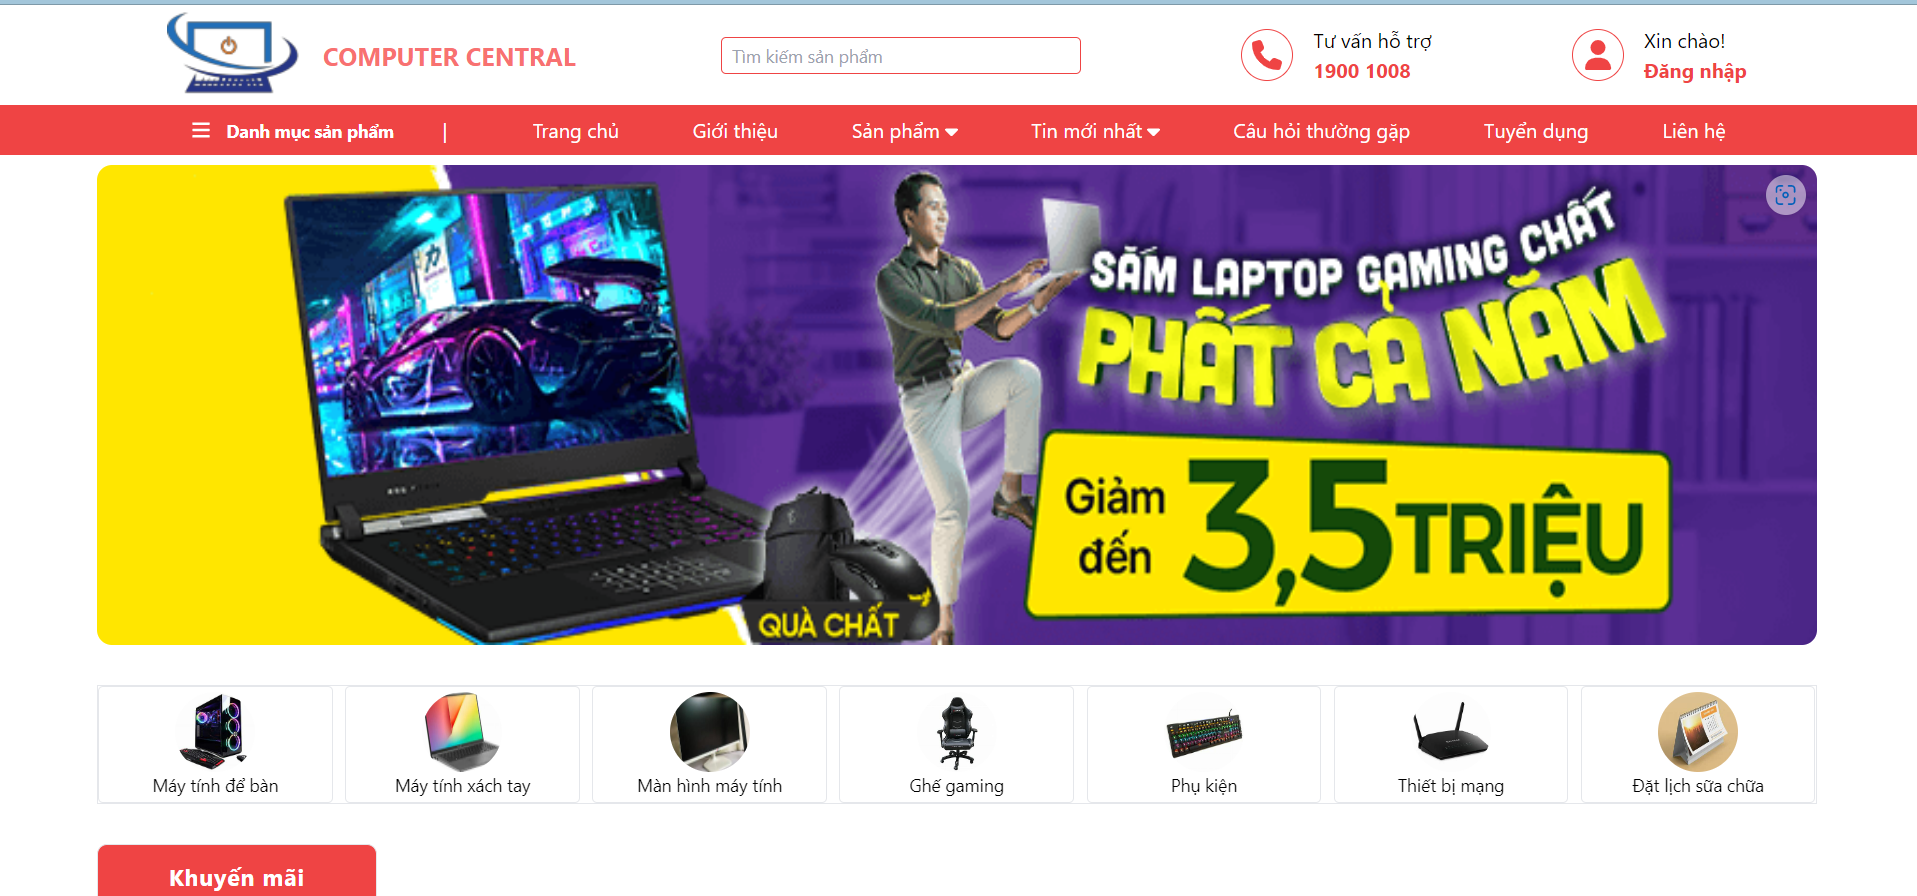 COMPUTER CENTRAL
Tìm kiếm sản phẩm
Tư vấn hỗ trợ
1900 1008
Xin chào!
Đăng nhập
Danh mục sản phẩm |
Trang chủ
Giới thiệu
Sản phẩm
Tin mới nhất
Câu hỏi thường gặp
Tuyển dụng
Liên hệ
SẮM LAPTOP GAMING CHẤT
PHẤT CẢ NĂM
Giảm đến 3,5 TRIỆU
QUÀ CHẤT
Máy tính để bàn
Máy tính xách tay
Màn hình máy tính
Ghế gaming
Phụ kiện
Thiết bị mạng
Đặt lịch sữa chữa
Khuyến mãi